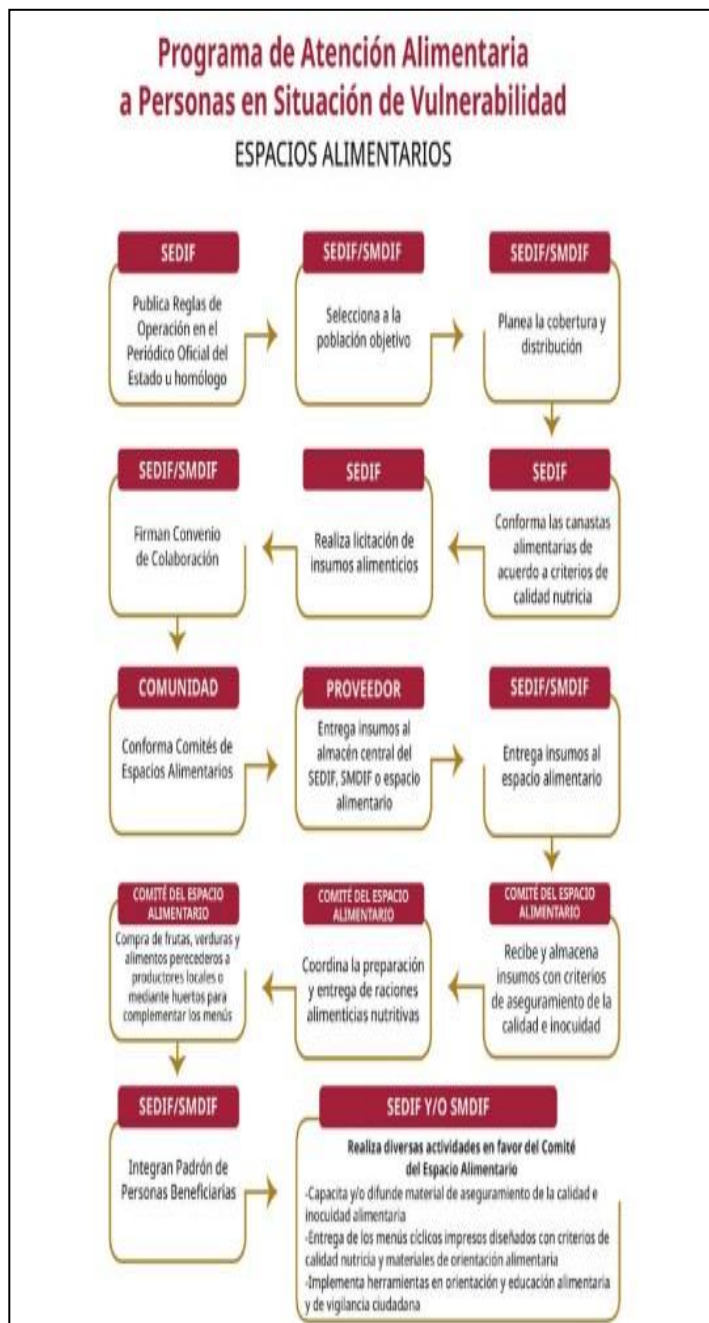 Programa de Atención Alimentaria
a Personas en Situación de Vulnerabilidad
ESPACIOS ALIMENTARIOS
SEDIF
Publica Reglas de
Operación en el
Periódico Oficial del
Estado u homólogo
SEDIF/SMDIF
Selecciona a la
población objetivo
SEDIF/SMDIF
Planea la cobertura y
distribución
SEDIF
Conforma las canastas
alimentarias de
acuerdo a criterios de
calidad nutricia
SEDIF
Realiza licitación de
insumos alimenticios
SEDIF/SMDIF
Firman Convenio
de Colaboración
COMUNIDAD
Conforma Comités de
Espacios Alimentarios
PROVEEDOR
Entrega insumos al
almacén central del
SEDIF, SMDIF o espacio
alimentario
SEDIF/SMDIF
Entrega insumos al
espacio alimentario
COMITÉ DEL ESPACIO
ALIMENTARIO
Recibe y almacena
insumos con criterios
de aseguramiento de la
calidad e inocuidad
COMITÉ DEL ESPACIO
ALIMENTARIO
Coordina la preparación
y entrega de raciones
alimenticias nutritivas
COMITÉ DEL ESPACIO
ALIMENTARIO
Compra de frutas, verduras y
alimentos perecederos a
productores locales o
mediante huertos para
complementar los menús
SEDIF/SMDIF
Integran Padrón de
Personas Beneficiarias
SEDIF Y/O SMDIF
Realiza diversas actividades en favor del Comité
del Espacio Alimentario
-Capacita y/o difunde material de aseguramiento de la calidad e
inocuidad alimentaria
-Entrega de los menús cíclicos impresos diseñados con criterios de
calidad nutricia y materiales de orientación alimentaria
-Implementa herramientas en orientación y educación alimentaria
y de vigilancia ciudadana